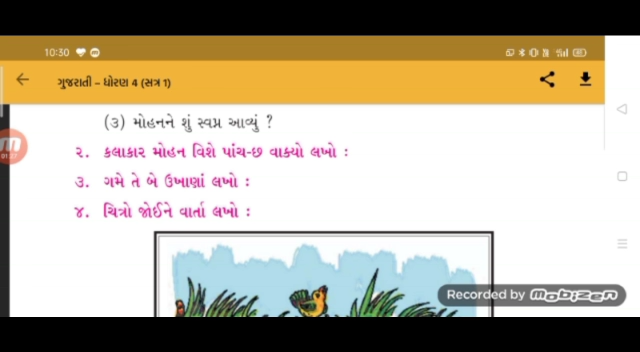 10:30
ગુજરાતી – ધોરણ 4 (સત્ર 1)
(૩) મોહનને શું સ્વપ્ન આવ્યું ?
૨. કલાકાર મોહન વિશે પાંચ-છ વાક્યો લખો :
૩. ગમે તે બે ઉખાણાં લખો :
૪. ચિત્રો જોઈને વાર્તા લખો :
Recorded by Mobizen